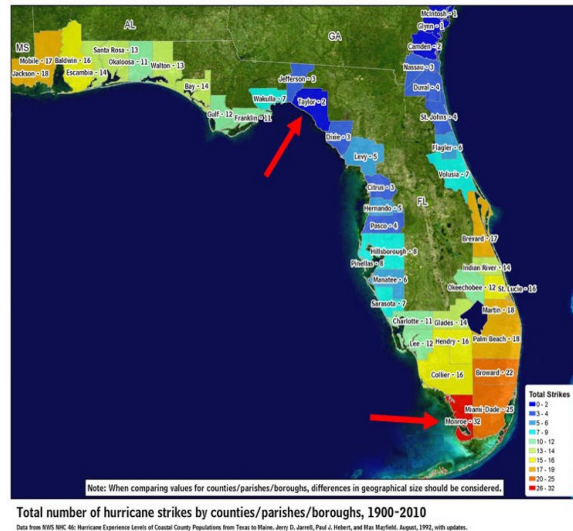 AL
MS
GA
FL
McIntosh - 1
Glynn - 1
Camden - 2
Nassau - 3
Duval - 4
St. Johns - 4
Flagler - 6
Volusia - 7
Santa Rosa - 13
Mobile - 17
Baldwin - 16
Okaloosa - 11
Walton - 13
Jackson - 18
Escambia - 14
Bay - 14
Gulf - 12
Franklin - 11
Wakulla - 7
Jefferson - 3
Taylor - 2
Dixie - 3
Levy - 5
Citrus - 3
Hernando - 5
Pasco - 4
Hillsborough - 8
Pinellas - 8
Manatee - 6
Sarasota - 7
Brevard - 17
Indian River - 14
Okeechobee - 12
St. Lucie - 16
Martin - 18
Charlotte - 11
Glades - 14
Lee - 12
Hendry - 16
Palm Beach - 18
Collier - 16
Broward - 22
Miami-Dade - 25
Monroe - 32
Total Strikes
0 - 2
3 - 4
5 - 6
7 - 9
10 - 12
13 - 14
15 - 16
17 - 19
20 - 25
26 - 32
Note: When comparing values for counties/parishes/boroughs, differences in geographical size should be considered.
Total number of hurricane strikes by counties/parishes/boroughs, 1900-2010
Data from NWS NHC 46: Hurricane Experience Levels of Coastal County Populations from Texas to Maine. Jerry D. Jarrell, Paul J. Hebert, and Max Mayfield. August, 1992, with updates.